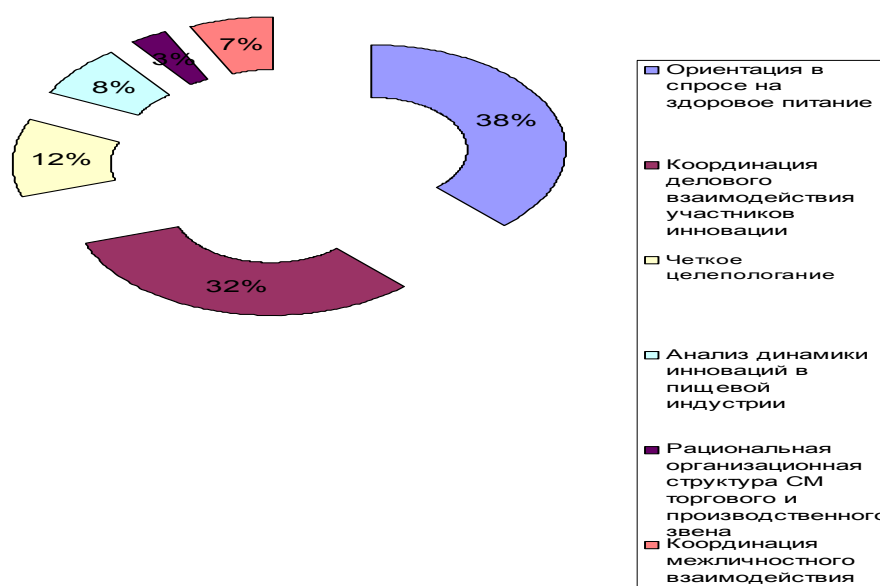 7%
3%
8%
38%
12%
32%
Ориентация в
спросе на
здоровое питание
Координация
делового
взаимодействия
участников
инновации
Четкое
целепологание
Анализ динамики
инноваций в
пищевой
индустрии
Рациональная
организационная
структура СМ
торгового и
производственного
звена
Координация
межличностного
взаимодействия